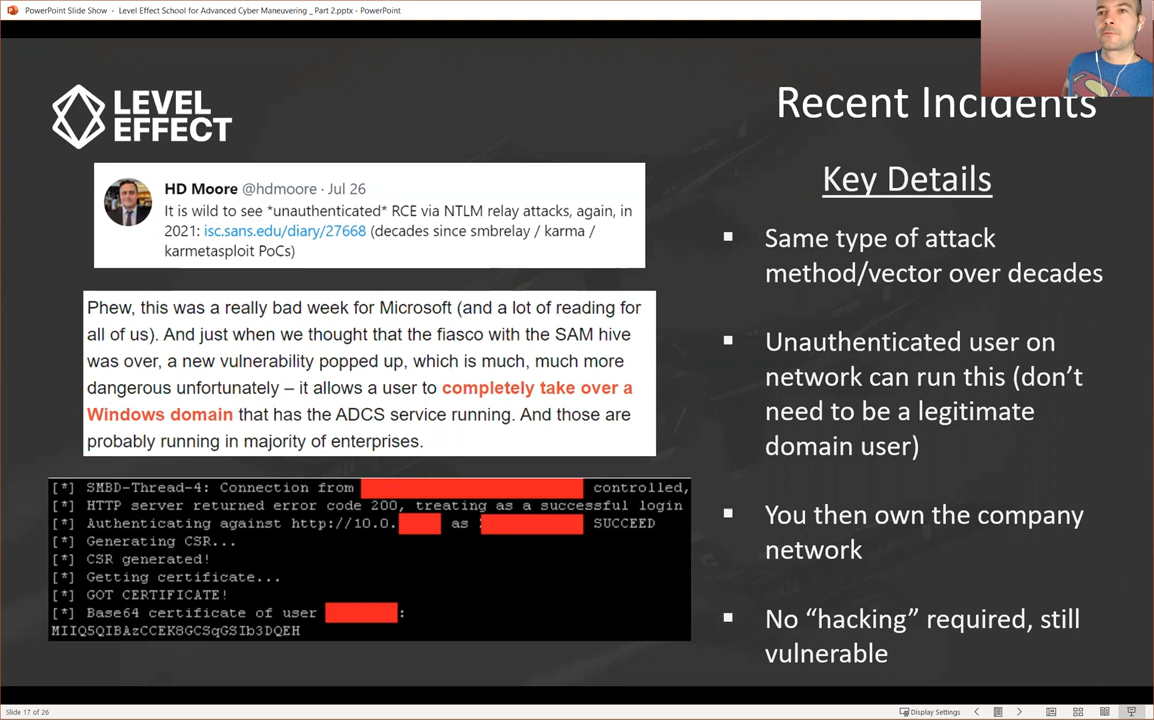 PowerPoint Slide Show - Level Effect School for Advanced Cyber Maneuvering _ Part 2.pptx - PowerPoint
LEVEL
EFFECT
Recent Incidents
HD Moore @hdmoore · Jul 26
It is wild to see *unauthenticated* RCE via NTLM relay attacks, again, in
2021: isc.sans.edu/diary/27668 (decades since smbrelay / karma /
karmetasploit PoCs)
Phew, this was a really bad week for Microsoft (and a lot of reading for
all of us). And just when we thought that the fiasco with the SAM hive
was over, a new vulnerability popped up, which is much, much more
dangerous unfortunately – it allows a user to completely take over a
Windows domain that has the ADCS service running. And those are
probably running in majority of enterprises.
[*] SMBD-Thread-4: Connection from controlled,
[*] HTTP server returned error code 200, treating as a successful login
[*] Authenticating against http://10.0. as SUCCEED
[*] Generating CSR...
[*] CSR generated!
[*] Getting certificate...
[*] GOT CERTIFICATE!
[*] Base64 certificate of user :
MIIQ5QIBAzCCEK8GCSqGSIb3DQEH
Key Details
▪ Same type of attack
method/vector over decades
▪ Unauthenticated user on
network can run this (don't
need to be a legitimate
domain user)
▪ You then own the company
network
▪ No “hacking” required, still
vulnerable
Slide 17 of 26
Display Settings